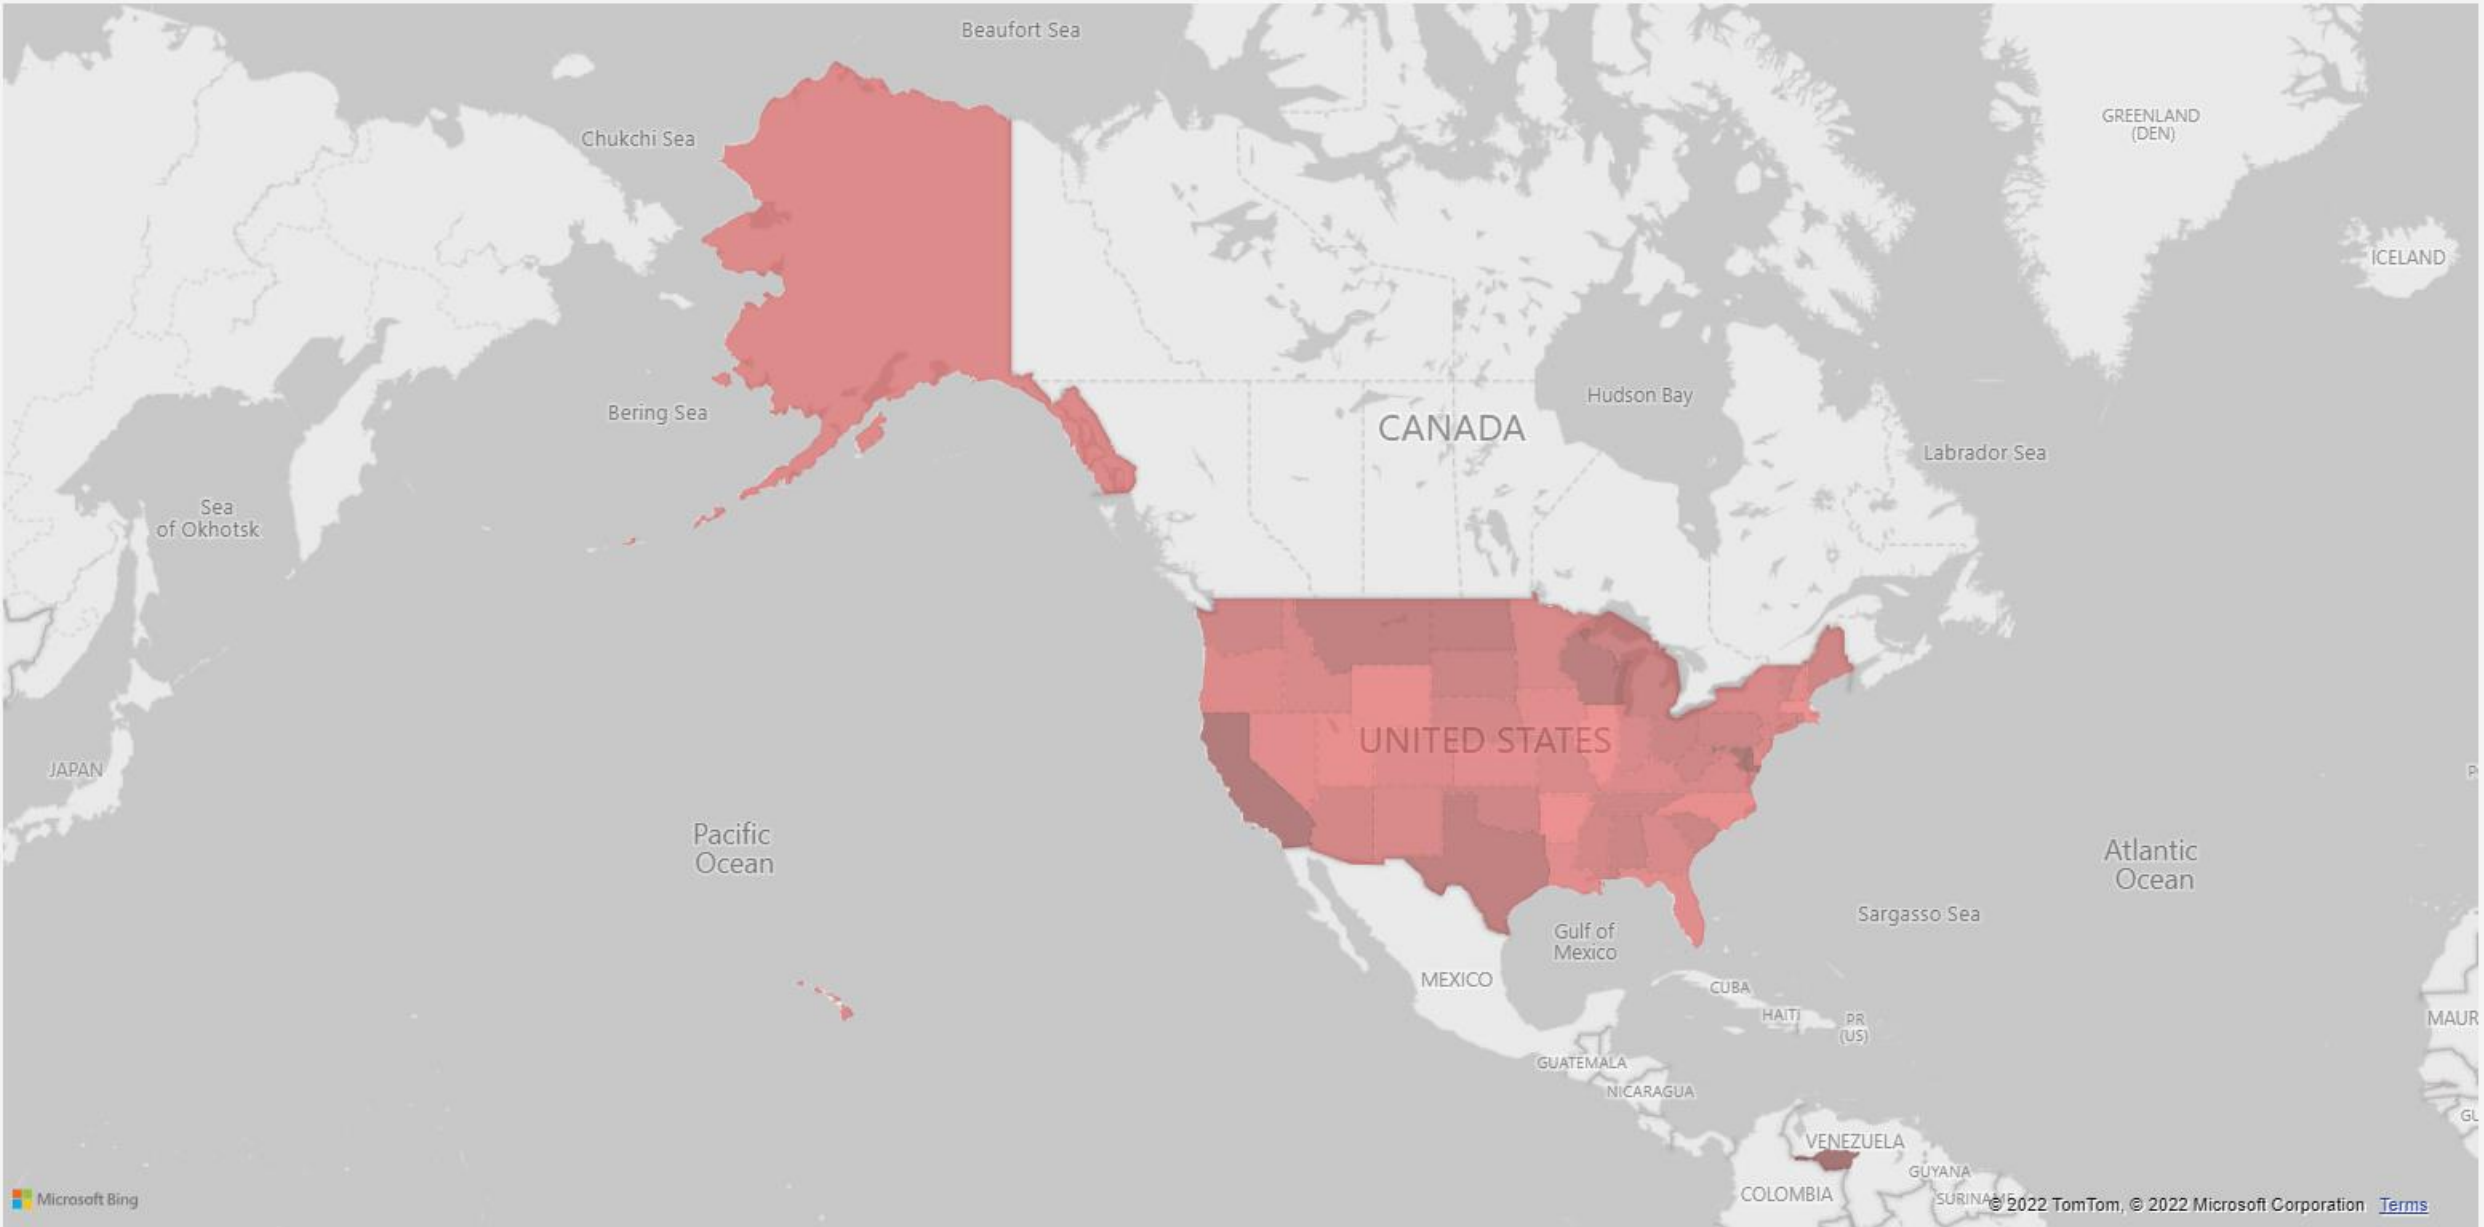 Beaufort Sea
GREENLAND
(DEN)
Chukchi Sea
ICELAND
Hudson Bay
Bering Sea
CANADA
Labrador Sea
Sea
of Okhotsk
UNITED STATES
JAPAN
Pacific
Ocean
Atlantic
Ocean
Sargasso Sea
Gulf of
Mexico
MEXICO
CUBA
HAITI
PR
(US)
MAUR
GUATEMALA
NICARAGUA
GU
VENEZUELA
GUYANA
COLOMBIA
SURINAME
Microsoft Bing
© 2022 TomTom, © 2022 Microsoft Corporation Terms